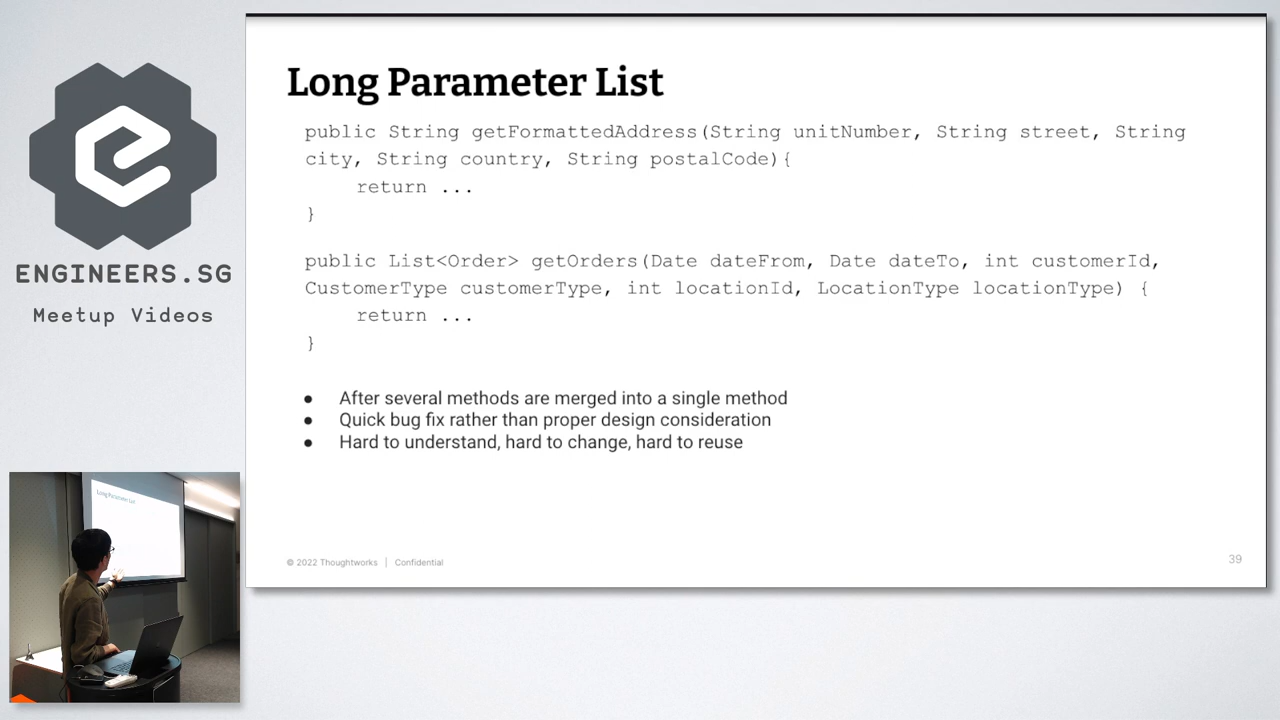 ENGINEERS.SG
Meetup Videos
Long Parameter List
public String getFormattedAddress(String unitNumber, String street, String
city, String country, String postalCode){
return ...
}
public List<Order> getOrders(Date dateFrom, Date dateTo, int customerId,
CustomerType customerType, int locationId, LocationType locationType) {
return ...
}
● After several methods are merged into a single method
● Quick bug fix rather than proper design consideration
● Hard to understand, hard to change, hard to reuse
© 2022 Thoughtworks | Confidential
39
Long Parameter List